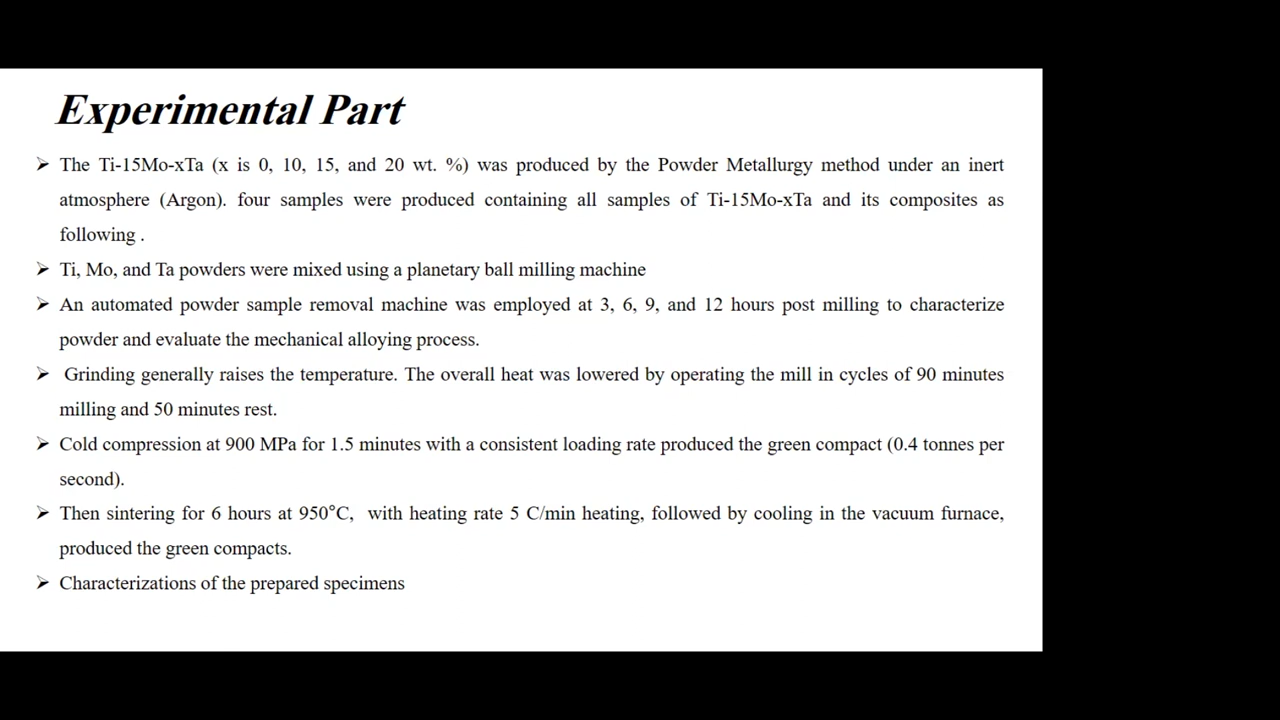 Experimental Part
➢ The Ti-15Mo-xTa (x is 0, 10, 15, and 20 wt. %) was produced by the Powder Metallurgy method under an inert
atmosphere (Argon). four samples were produced containing all samples of Ti-15Mo-xTa and its composites as
following .
➢ Ti, Mo, and Ta powders were mixed using a planetary ball milling machine
➢ An automated powder sample removal machine was employed at 3, 6, 9, and 12 hours post milling to characterize
powder and evaluate the mechanical alloying process.
➢ Grinding generally raises the temperature. The overall heat was lowered by operating the mill in cycles of 90 minutes
milling and 50 minutes rest.
➢ Cold compression at 900 MPa for 1.5 minutes with a consistent loading rate produced the green compact (0.4 tonnes per
second).
➢ Then sintering for 6 hours at 950°C, with heating rate 5 C/min heating, followed by cooling in the vacuum furnace,
produced the green compacts.
➢ Characterizations of the prepared specimens